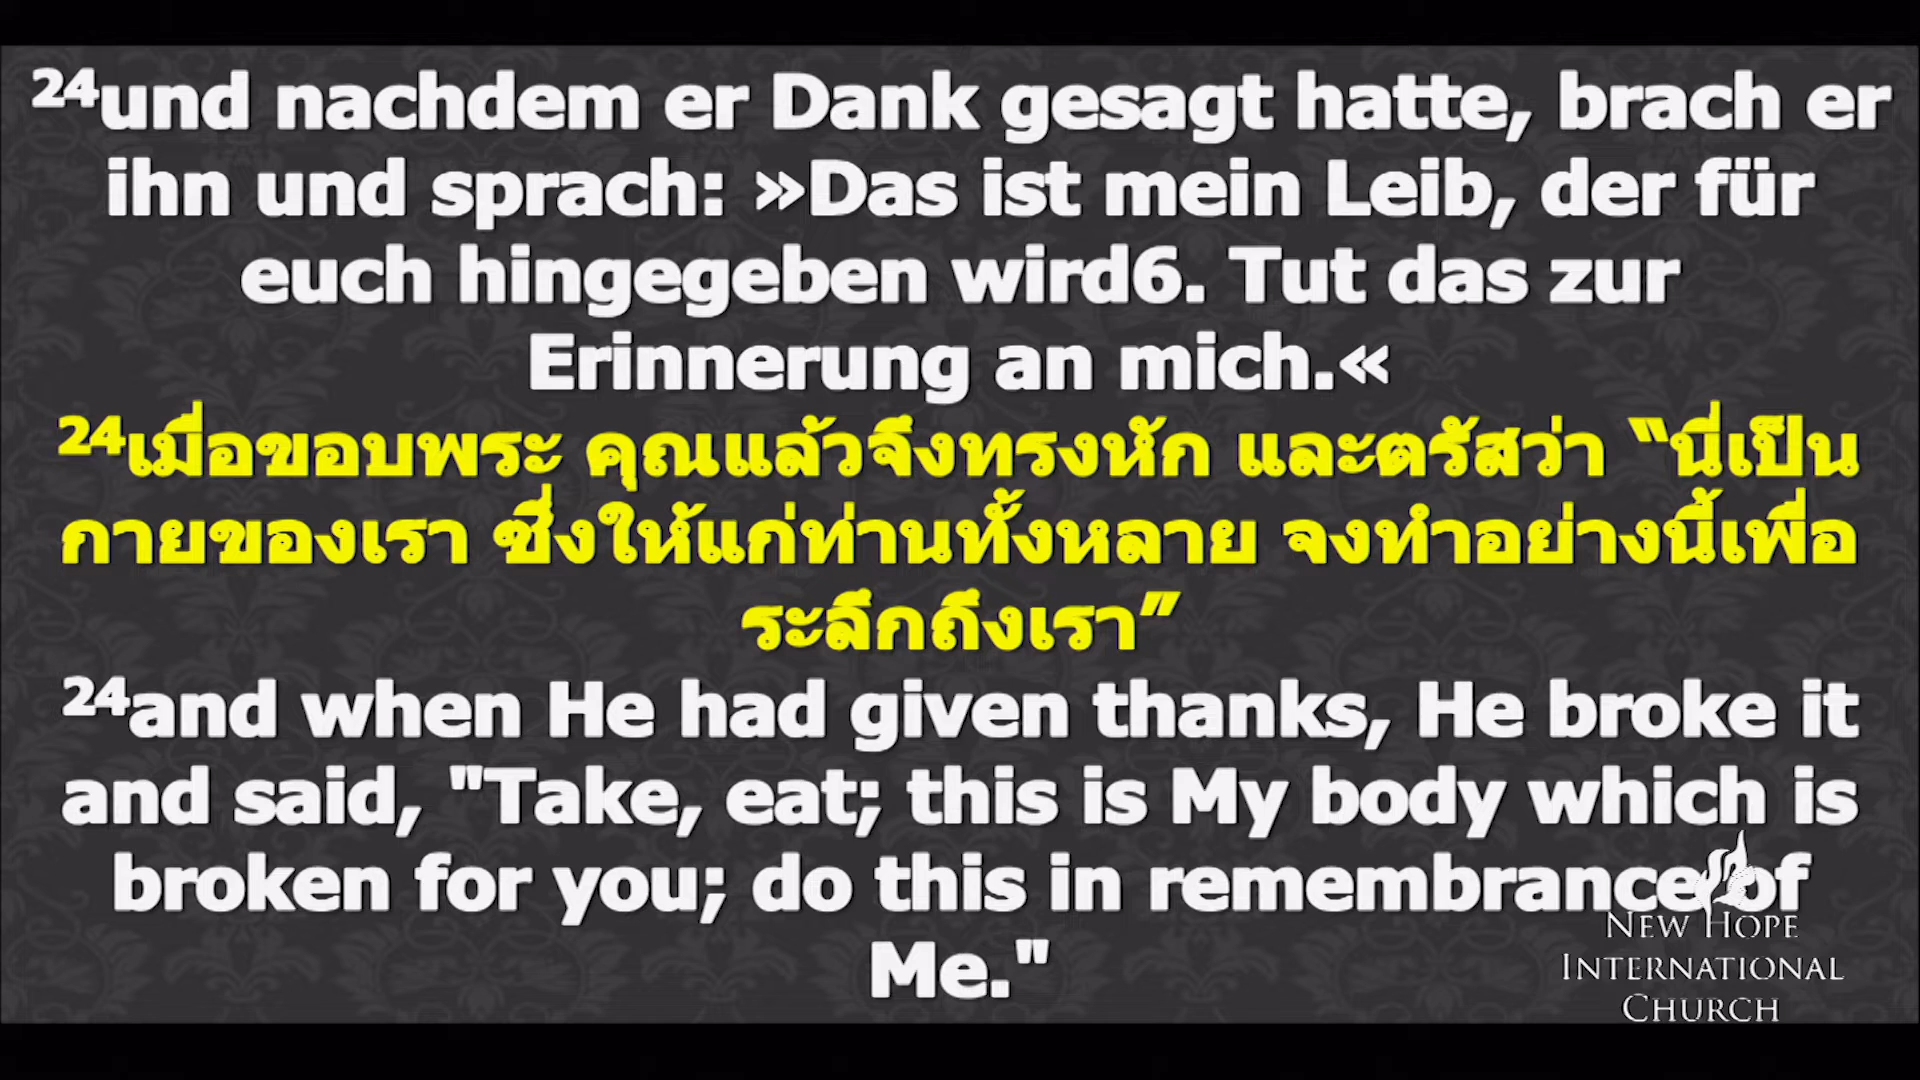 24und nachdem er Dank gesagt hatte, brach er
ihn und sprach: »Das ist mein Leib, der für
euch hingegeben wird6. Tut das zur
Erinnerung an mich.«
24เมื่อขอบพระ คุณแล้วจึงทรงหัก และตรัสว่า “นี่เป็น
กายของเรา ซึ่งให้แก่ท่านทั้งหลาย จงทำอย่างนี้เพื่อ
ระลึกถึงเรา”
24and when He had given thanks, He broke it
and said, "Take, eat; this is My body which is
broken for you; do this in remembrance of
Me."
NEW HOPE
INTERNATIONAL
CHURCH